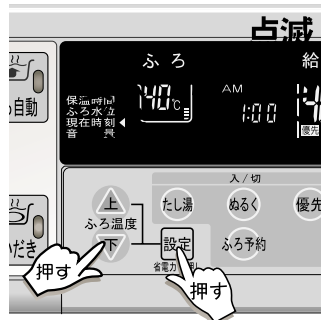 点滅
ふろ
給
自動
保温時間
ふろ水位
現在時刻
音量
40℃
AM
1:00
4
優先
入/切
上
たし湯
ぬるく
優先
ふろ温度
下
設定
ふろ予約
だき
省電力
押す
押す